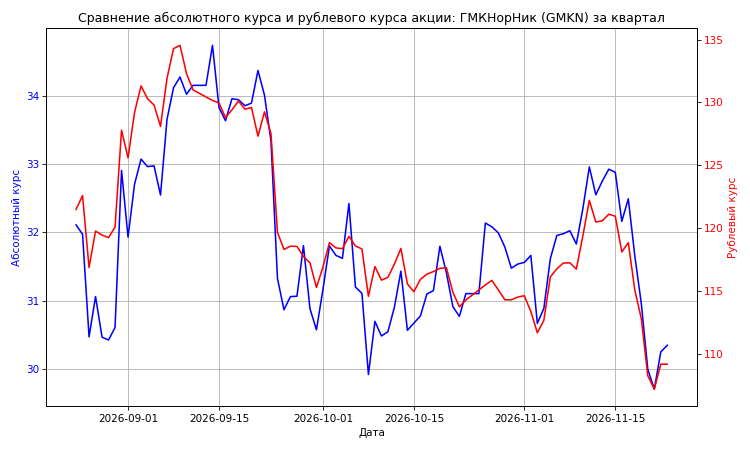 Сравнение абсолютного курса и рублевого курса акции: ГМКНорНик (GMKN) за квартал
Абсолютный курс
34
33
32
31
30
135
130
125
120
115
110
Рублевый курс
2026-09-01 2026-09-15 2026-10-01 2026-10-15 2026-11-01 2026-11-15
Дата